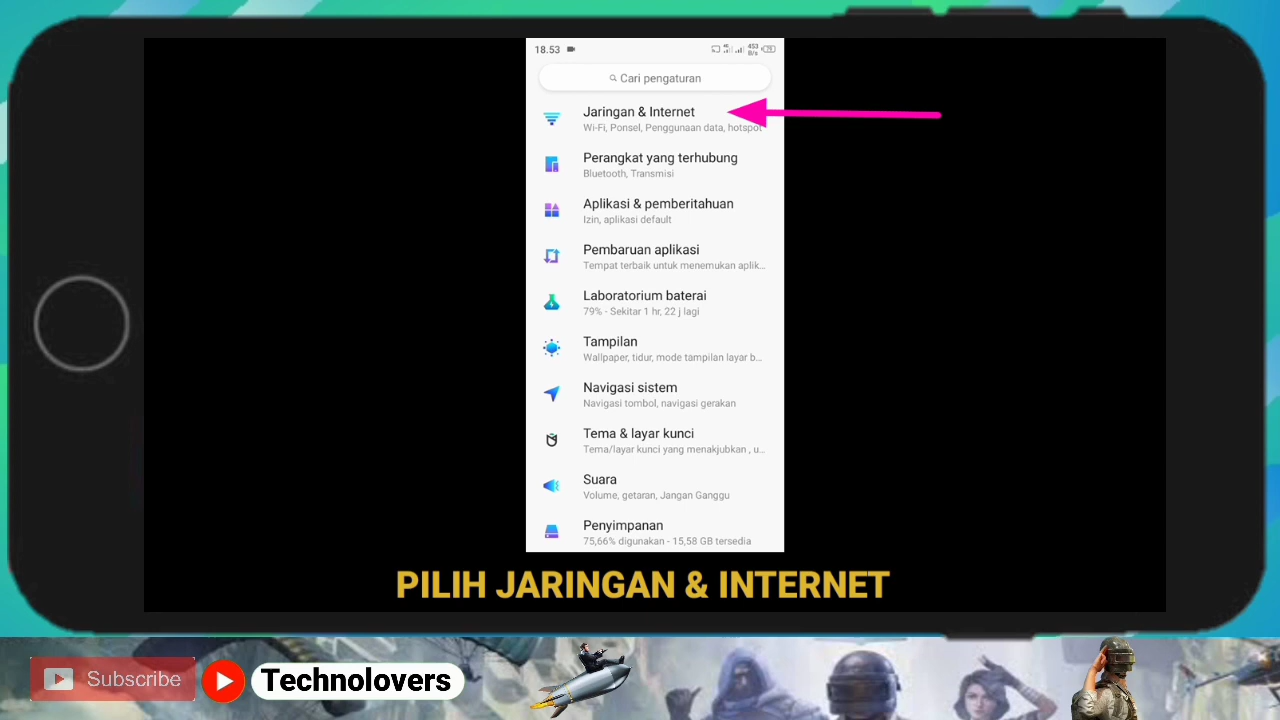 18.53
4G
453
B/s
79
Cari pengaturan
Jaringan & Internet
Wi-Fi, Ponsel, Penggunaan data, hotspot
Perangkat yang terhubung
Bluetooth, Transmisi
Aplikasi & pemberitahuan
Izin, aplikasi default
Pembaruan aplikasi
Tempat terbaik untuk menemukan aplik...
Laboratorium baterai
79% - Sekitar 1 hr, 22 j lagi
Tampilan
Wallpaper, tidur, mode tampilan layar b...
Navigasi sistem
Navigasi tombol, navigasi gerakan
Tema & layar kunci
Tema/layar kunci yang menakjubkan , u...
Suara
Volume, getaran, Jangan Ganggu
Penyimpanan
75,66% digunakan - 15,58 GB tersedia
PILIH JARINGAN & INTERNET
Subscribe
Technolovers